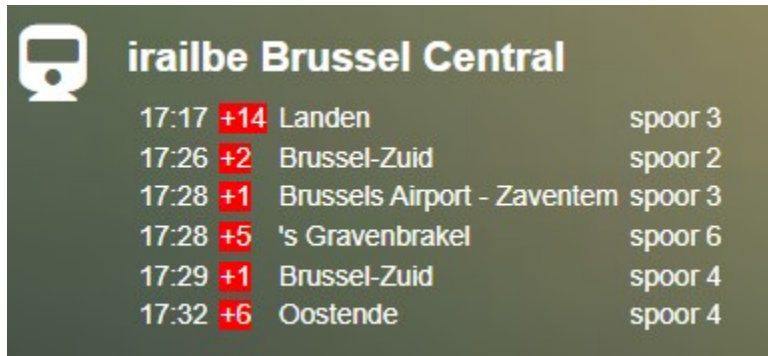 irailbe Brussel Central
17:17 +14 Landen spoor 3
17:26 +2 Brussel-Zuid spoor 2
17:28 +1 Brussels Airport - Zaventem spoor 3
17:28 +5 's Gravenbrakel spoor 6
17:29 +1 Brussel-Zuid spoor 4
17:32 +6 Oostende spoor 4